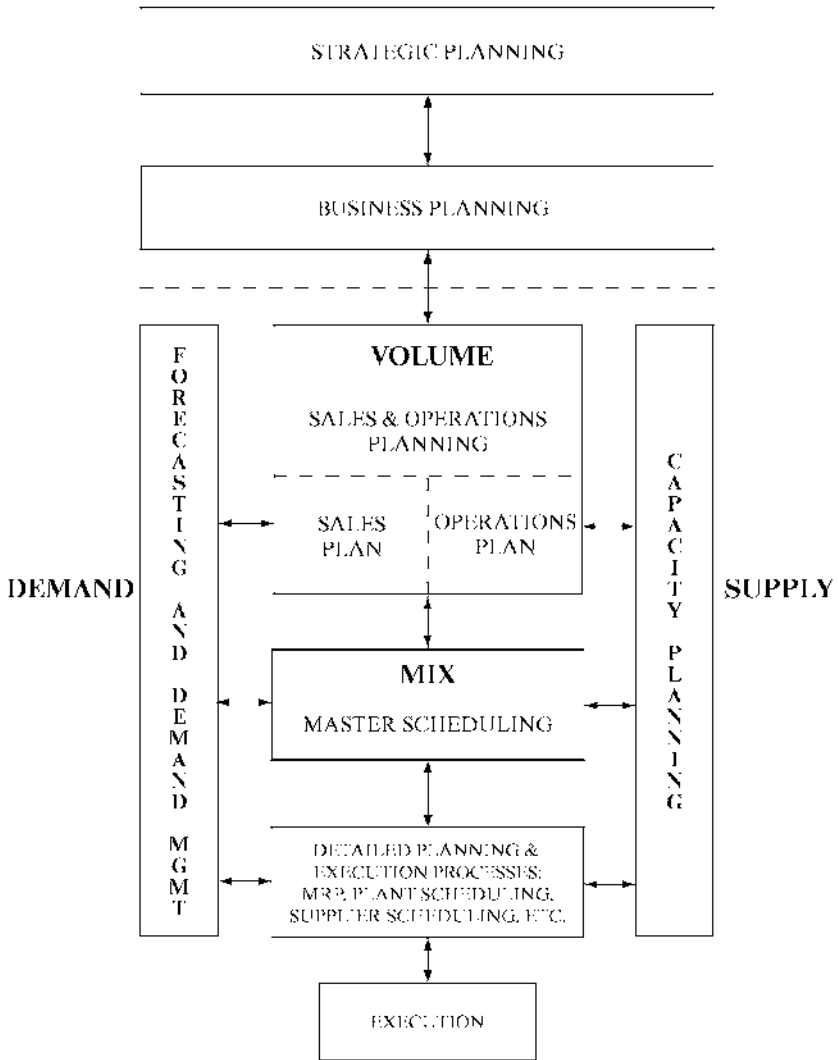 STRATEGIC PLANNING
BUSINESS PLANNING
FORECASTING AND DEMAND MGMT
VOLUME
SALES & OPERATIONS
PLANNING
SALES
PLAN
OPERATIONS
PLAN
CAPACITY PLANNING
DEMAND
SUPPLY
MIX
MASTER SCHEDULING
DETAILED PLANNING &
EXECUTION PROCESSES:
MRP, PLANT SCHEDULING,
SUPPLIER SCHEDULING, ETC.
EXECUTION